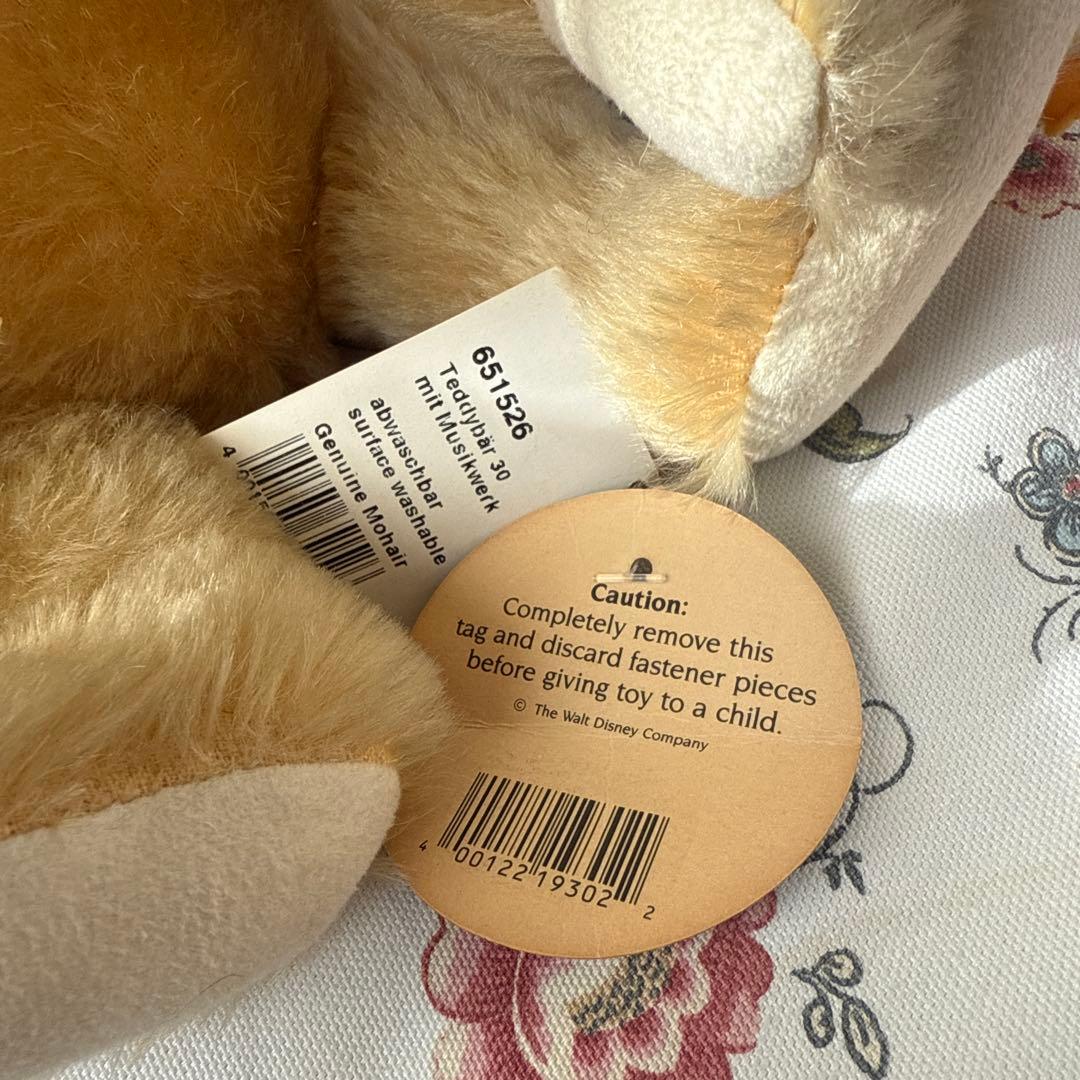 651526
Teddybär 30
mit Musikwerk
abwaschbar
surface washable
Genuine Mohair
Caution:
Completely remove this
tag and discard fastener pieces
before giving toy to a child.
© The Walt Disney Company
4 00122 19302 2